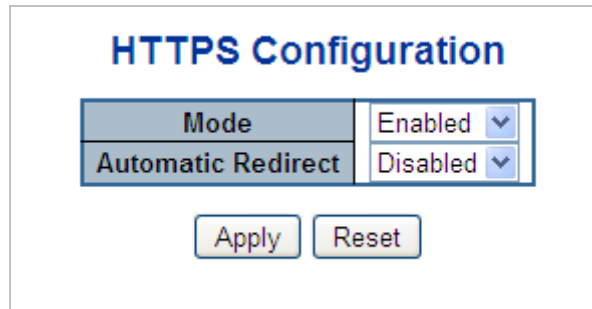 HTTPS Configuration
Mode Enabled
Automatic Redirect Disabled
Apply Reset